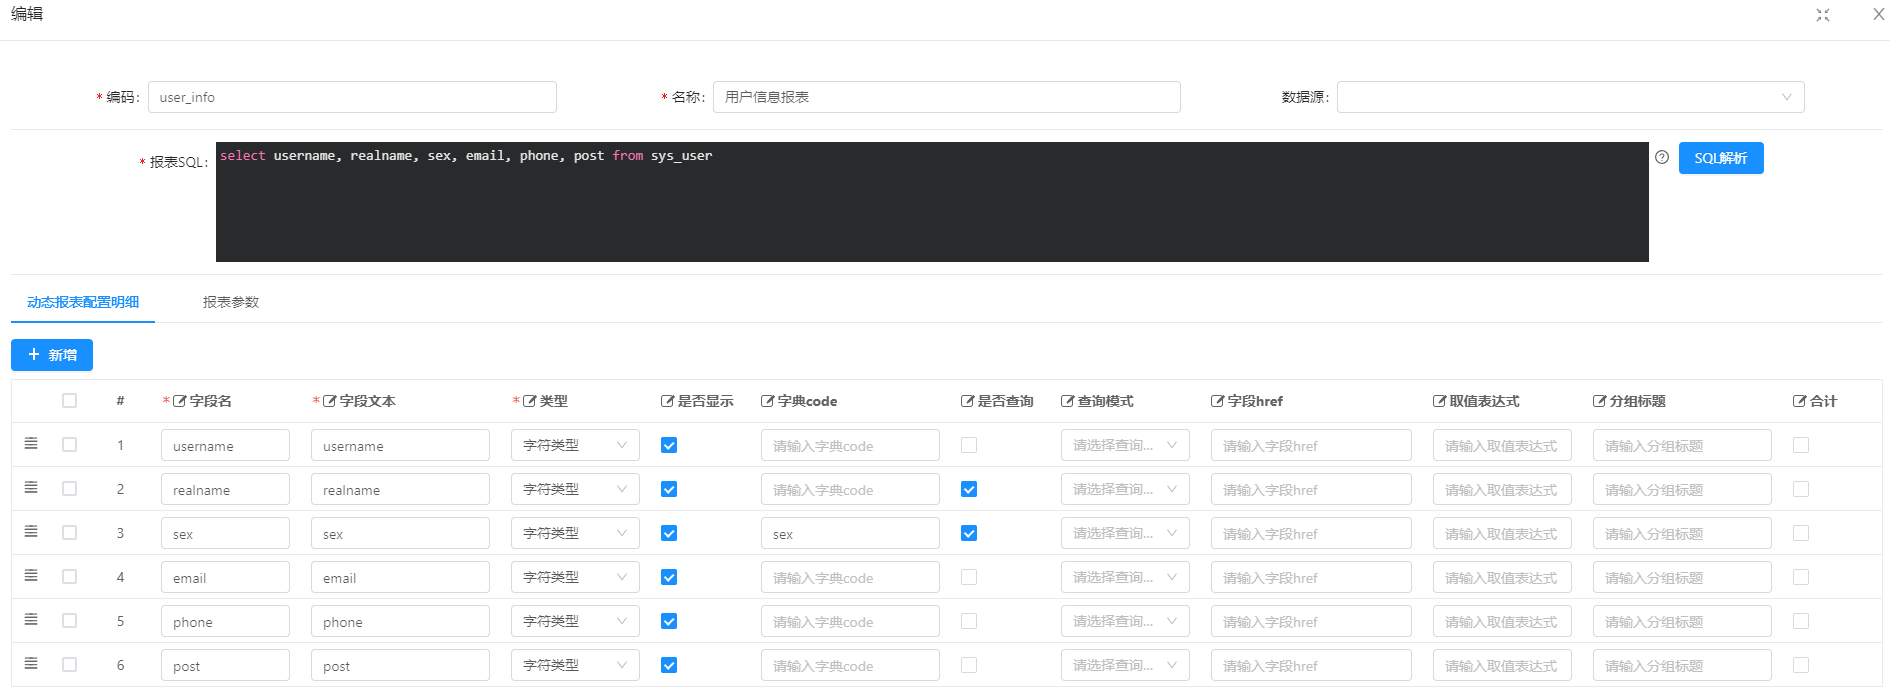 编辑
* 编码： user_info * 名称： 用户信息报表 数据源：
* 报表SQL： select username, realname, sex, email, phone, post from sys_user SQL解析
动态报表配置明细 报表参数
+ 新增
# * 字段名 * 字段文本 * 类型 是否显示 字典code 是否查询 查询模式 字段href 取值表达式 分组标题 合计
1 username username 字符类型 请输入字典code 请选择查询... 请输入字段href 请输入取值表达式 请输入分组标题
2 realname realname 字符类型 请输入字典code 请选择查询... 请输入字段href 请输入取值表达式 请输入分组标题
3 sex sex 字符类型 sex 请选择查询... 请输入字段href 请输入取值表达式 请输入分组标题
4 email email 字符类型 请输入字典code 请选择查询... 请输入字段href 请输入取值表达式 请输入分组标题
5 phone phone 字符类型 请输入字典code 请选择查询... 请输入字段href 请输入取值表达式 请输入分组标题
6 post post 字符类型 请输入字典code 请选择查询... 请输入字段href 请输入取值表达式 请输入分组标题